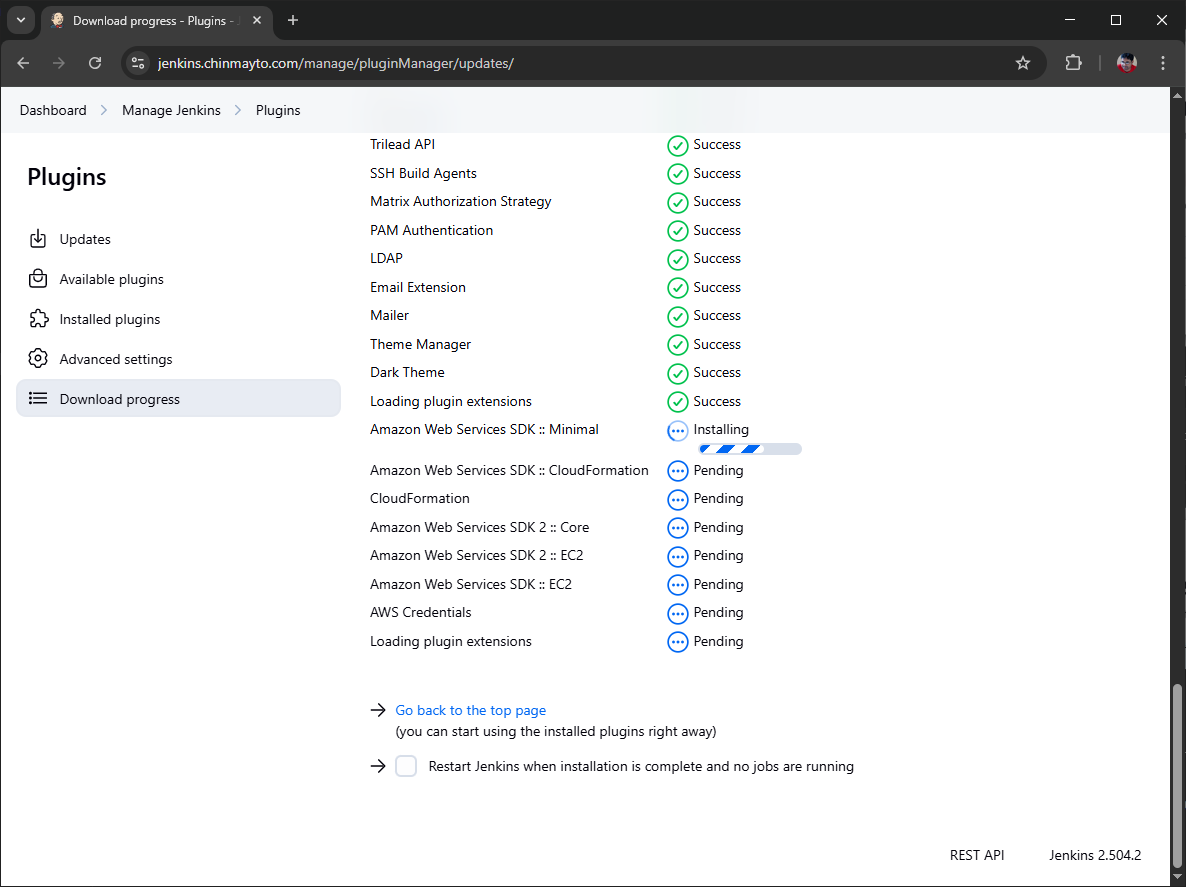 Download progress - Plugins -
jenkins.chinmayto.com/manage/pluginManager/updates/
Dashboard
Manage Jenkins
Plugins
Plugins
Updates
Available plugins
Installed plugins
Advanced settings
Download progress
Trilead API Success
SSH Build Agents Success
Matrix Authorization Strategy Success
PAM Authentication Success
LDAP Success
Email Extension Success
Mailer Success
Theme Manager Success
Dark Theme Success
Loading plugin extensions Success
Amazon Web Services SDK :: Minimal Installing
Amazon Web Services SDK :: CloudFormation Pending
CloudFormation Pending
Amazon Web Services SDK 2 :: Core Pending
Amazon Web Services SDK 2 :: EC2 Pending
Amazon Web Services SDK :: EC2 Pending
AWS Credentials Pending
Loading plugin extensions Pending
Go back to the top page
(you can start using the installed plugins right away)
Restart Jenkins when installation is complete and no jobs are running
REST API Jenkins 2.504.2